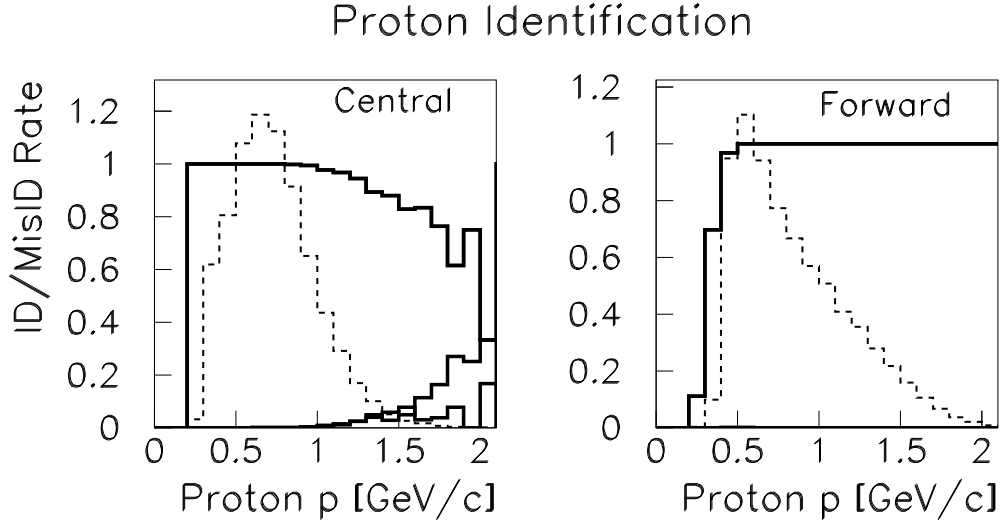 Proton Identification
ID/MisID Rate
Central
1.2
1
0.8
0.6
0.4
0.2
0
0 0.5 1 1.5 2
Proton p [GeV/c]
Forward
1.2
1
0.8
0.6
0.4
0.2
0
0 0.5 1 1.5 2
Proton p [GeV/c]